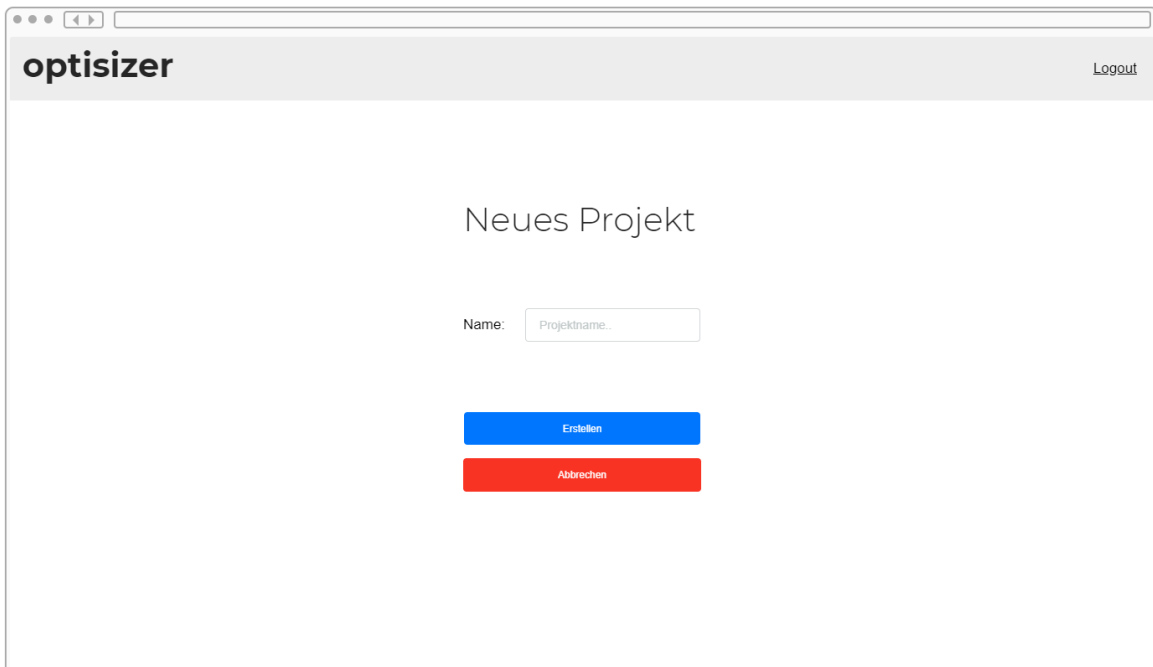 optisizer
Logout
Neues Projekt
Name:
Projektname..
Erstellen
Abbrechen